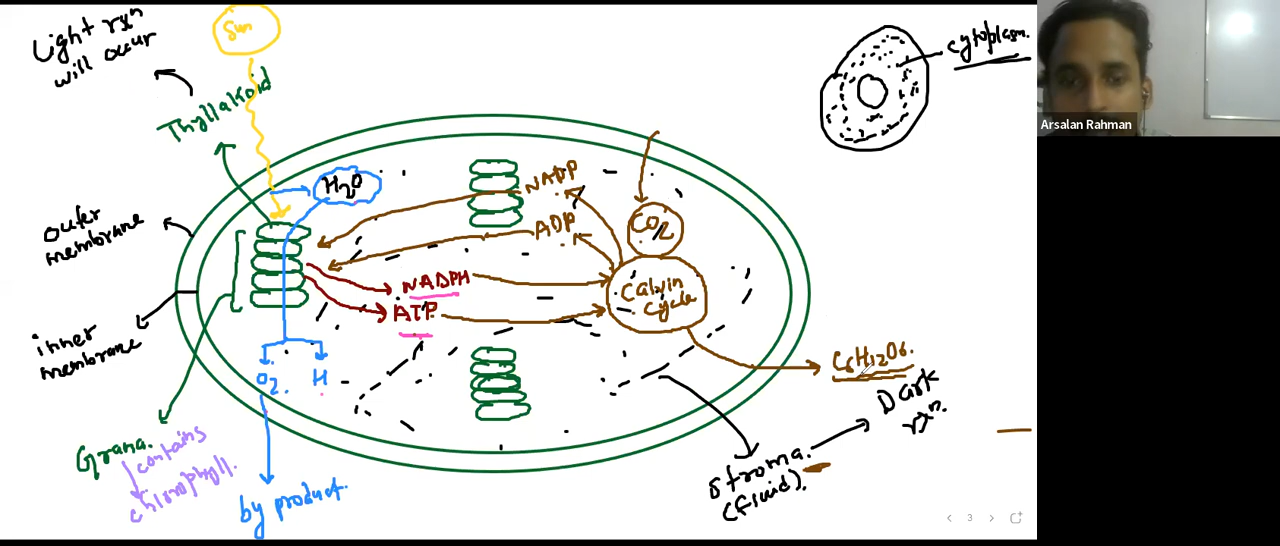 Light rxn
will occur
Sun
Thyllakoid
cytoplasm.
Arsalan Rahman
H2O
NADP
ADP
CO2
outer
membrane
NADPH
ATP
Calvin
Cycle
inner
membrane
O2.
H
C6H12O6.
Dark
rxn.
Grana.
contains
chlorophyll.
by product.
stroma.
(fluid).
3